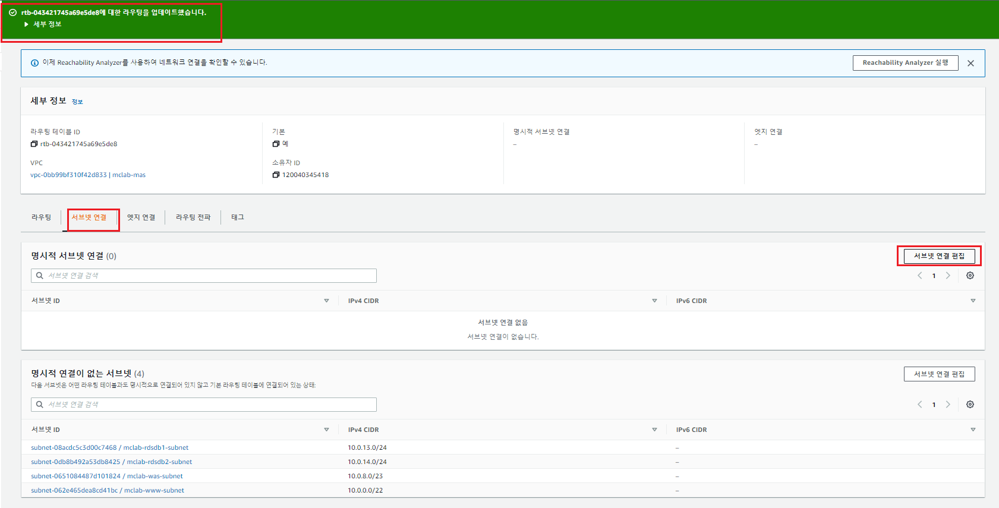 rtb-043421745a69e5de8에 대한 라우팅을 업데이트했습니다.
세부 정보
이제 Reachability Analyzer를 사용하여 네트워크 연결을 확인할 수 있습니다.
Reachability Analyzer 실행
세부 정보 정보
라우팅 테이블 ID
rtb-043421745a69e5de8
기본
예
명시적 서브넷 연결
–
엣지 연결
–
VPC
vpc-0bb99bf310f42d833 | mclab-mas
소유자 ID
120040345418
라우팅 서브넷 연결 엣지 연결 라우팅 전파 태그
명시적 서브넷 연결 (0)
서브넷 연결 편집
서브넷 연결 검색
1
서브넷 ID IPv4 CIDR IPv6 CIDR
서브넷 연결 없음
서브넷 연결이 없습니다.
명시적 연결이 없는 서브넷 (4)
서브넷 연결 편집
다음 서브넷은 어떤 라우팅 테이블과도 명시적으로 연결되어 있지 않고 기본 라우팅 테이블에 연결되어 있는 상태:
서브넷 연결 검색
1
서브넷 ID IPv4 CIDR IPv6 CIDR
subnet-08acdc5c3d00c7468 / mclab-rdsdb1-subnet 10.0.13.0/24 –
subnet-0db8b492a53db8425 / mclab-rdsdb2-subnet 10.0.14.0/24 –
subnet-0651084487d101824 / mclab-was-subnet 10.0.8.0/23 –
subnet-062e465dea8cd41bc / mclab-www-subnet 10.0.0.0/22 –